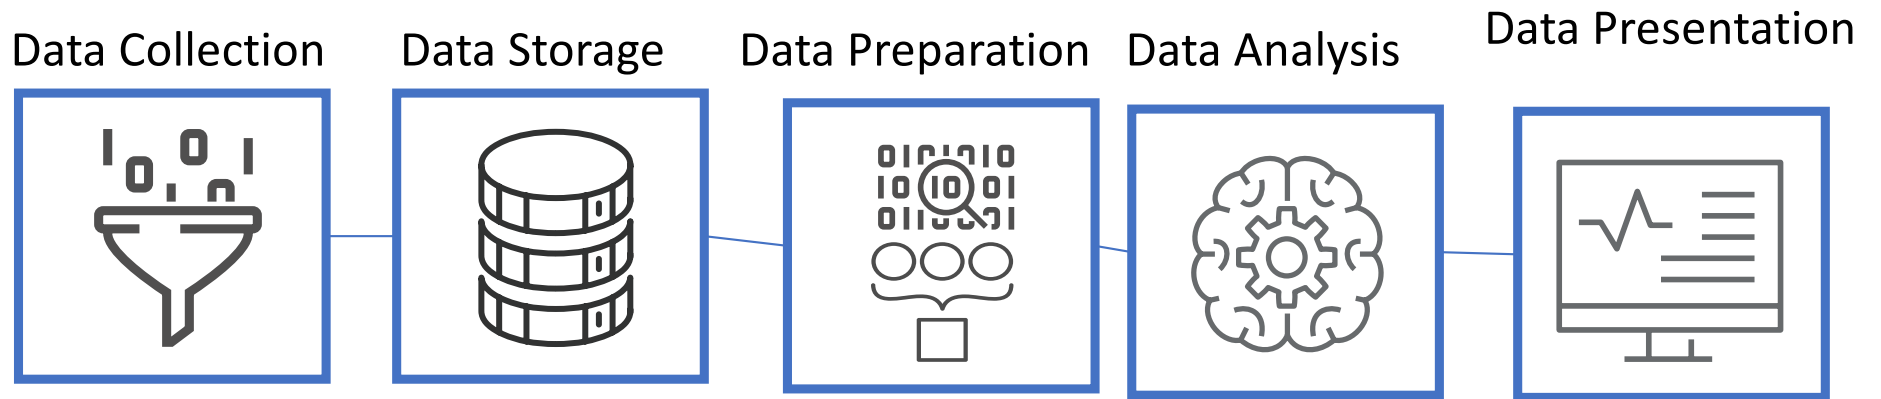 Data Collection
Data Storage
Data Preparation
Data Analysis
Data Presentation